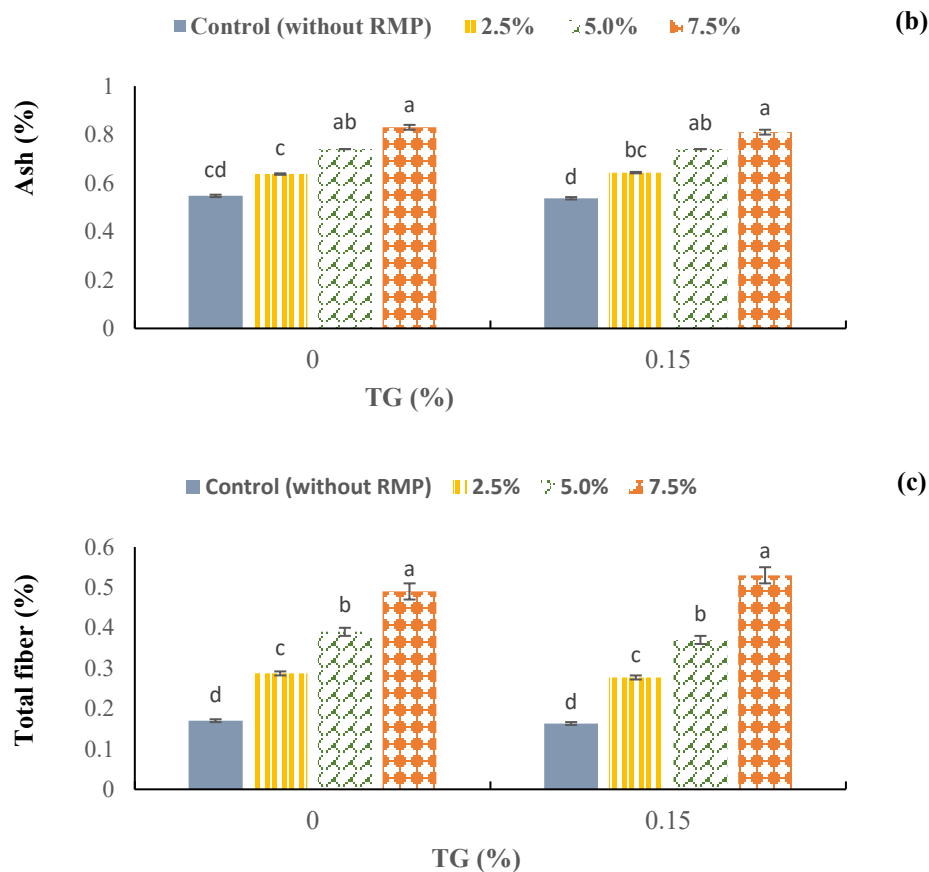 Control (without RMP) 2.5% 5.0% 7.5% (b)
Ash (%)
1
0.8
0.6
0.4
0.2
0
cd c ab a d bc ab a
0 0.15
TG (%)
Control (without RMP) 2.5% 5.0% 7.5% (c)
Total fiber (%)
0.6
0.5
0.4
0.3
0.2
0.1
0
d c b a d c b a
0 0.15
TG (%)